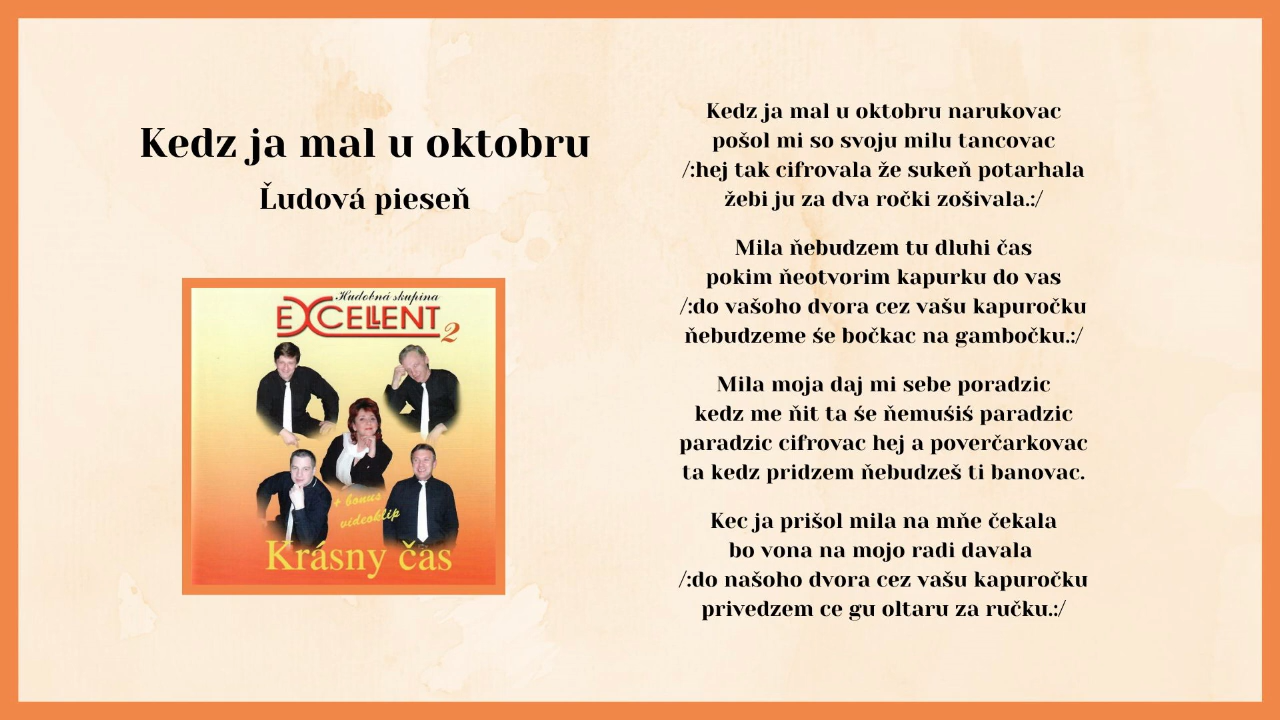 Kedz ja mal u oktobru
Ľudová pieseň
Hudobná skupina
EXCELLENT
2
+ bonus
videoklip
Krásny čas
Kedz ja mal u oktobru narukovac
pošol mi so svoju milu tancovac
/:hej tak cifrovala že sukeň potarhala
žebi ju za dva ročki zošivala.:/
Mila ňebudzem tu dluhi čas
pokim ňeotvorim kapurku do vas
/:do vašoho dvora cez vašu kapuročku
ňebudzeme śe bočkac na gambočku.:/
Mila moja daj mi sebe poradzic
kedz me ňit ta śe ňemuśiś paradzic
paradzic cifrovac hej a poverčarkovac
ta kedz pridzem ňebudzeš ti banovac.
Kec ja prišol mila na mňe čekala
bo vona na mojo radi davala
/:do našoho dvora cez vašu kapuročku
privedzem ce gu oltaru za ručku.:/